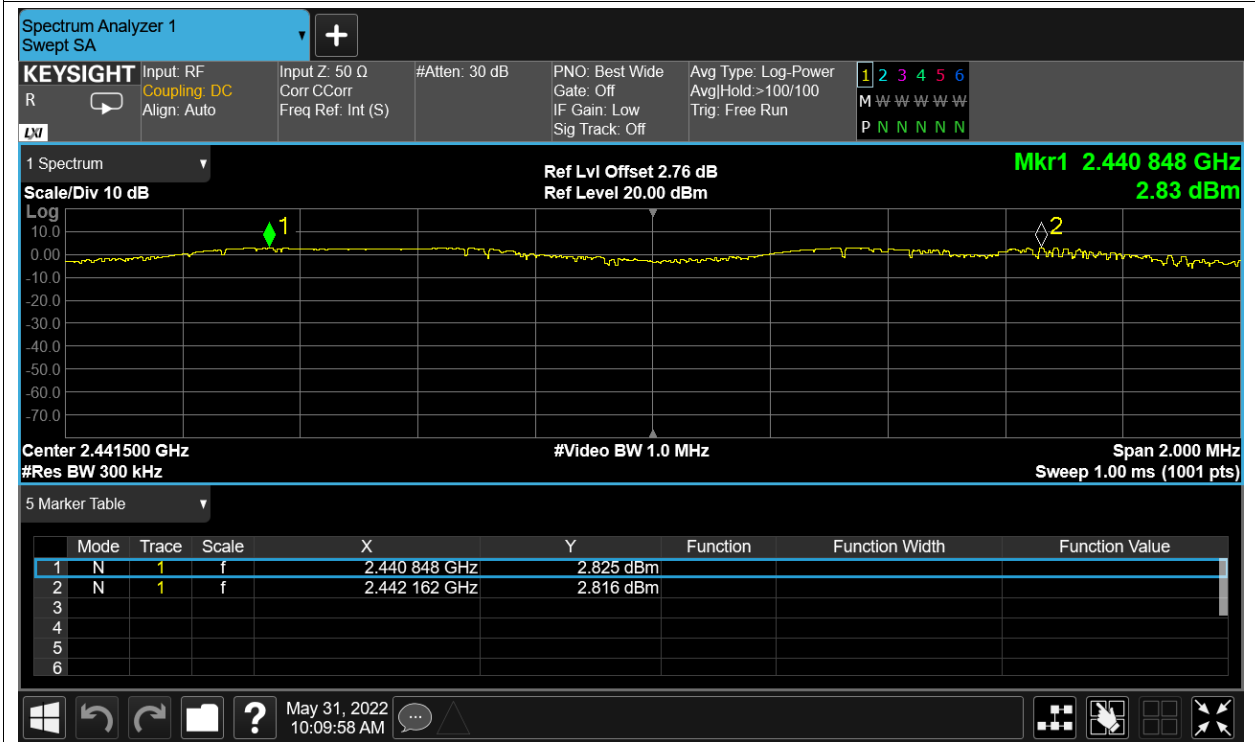 Spectrum Analyzer 1
Swept SA
+
KEYSIGHT
R
LXI
Input: RF
Coupling: DC
Align: Auto
Input Z: 50 Ω
Corr CCorr
Freq Ref: Int (S)
#Atten: 30 dB
PNO: Best Wide
Gate: Off
IF Gain: Low
Sig Track: Off
Avg Type: Log-Power
Avg|Hold:>100/100
Trig: Free Run
1 2 3 4 5 6
M W W W W W
P N N N N N
1 Spectrum
Scale/Div 10 dB
Ref Lvl Offset 2.76 dB
Ref Level 20.00 dBm
Mkr1 2.440 848 GHz
2.83 dBm
Log
10.0
0.00
-10.0
-20.0
-30.0
-40.0
-50.0
-60.0
-70.0
1
2
Center 2.441500 GHz
#Res BW 300 kHz
#Video BW 1.0 MHz
Span 2.000 MHz
Sweep 1.00 ms (1001 pts)
5 Marker Table
Mode Trace Scale X Y Function Function Width Function Value
1 N 1 f 2.440 848 GHz 2.825 dBm
2 N 1 f 2.442 162 GHz 2.816 dBm
3
4
5
6
?
May 31, 2022
10:09:58 AM